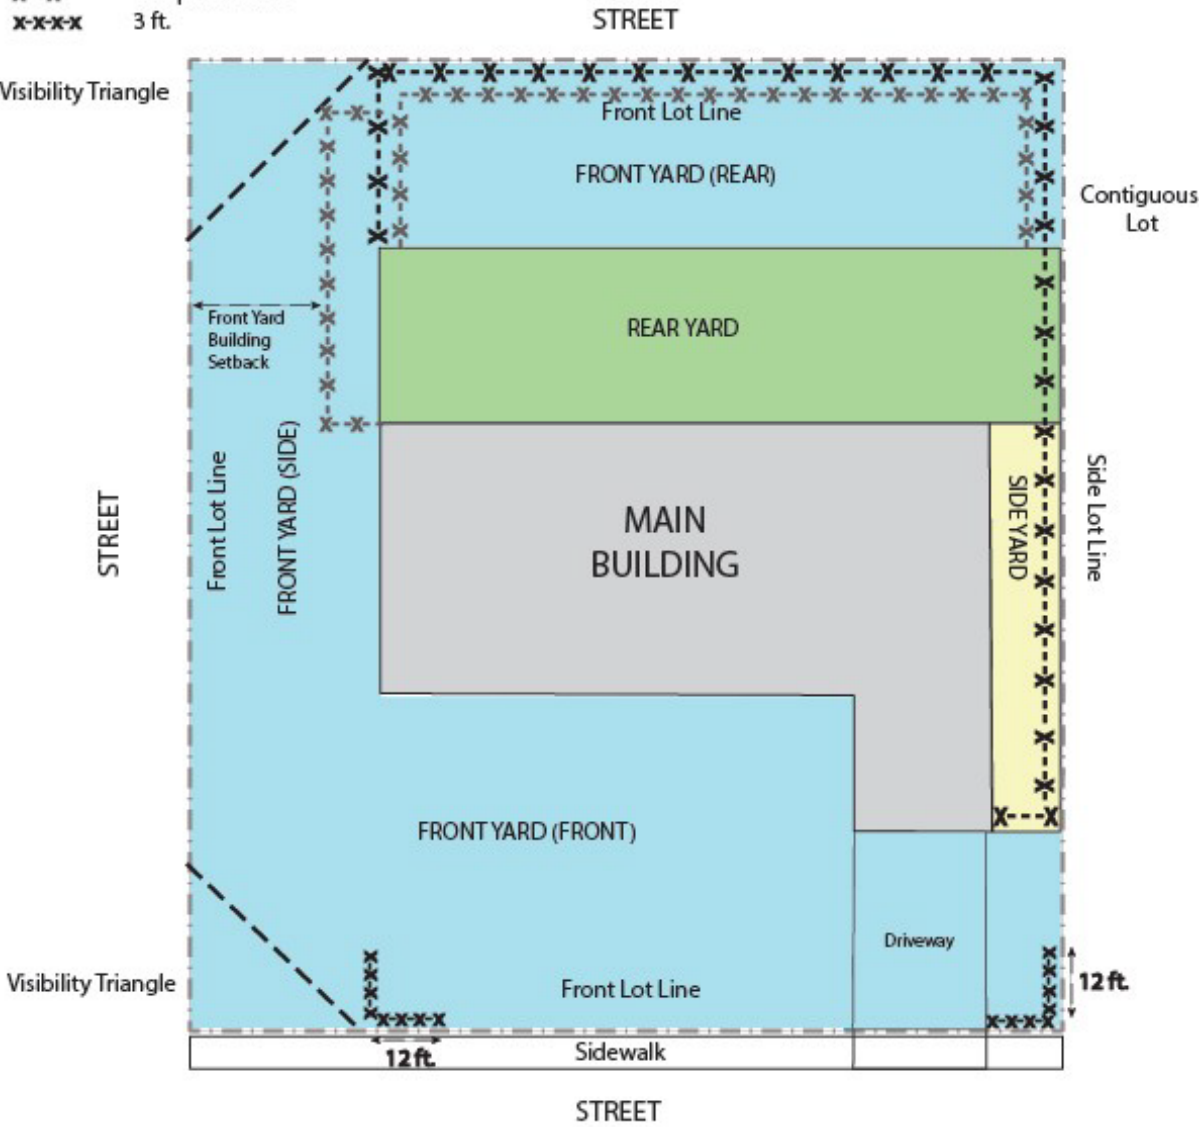 3 ft.
STREET
Visibility Triangle
Front Lot Line
FRONT YARD (REAR)
Contiguous
Lot
Front Yard
Building
Setback
REAR YARD
STREET
Front Lot Line
FRONT YARD (SIDE)
MAIN
BUILDING
SIDE YARD
Side Lot Line
FRONT YARD (FRONT)
Driveway
Visibility Triangle
Front Lot Line
12 ft.
12 ft.
Sidewalk
STREET